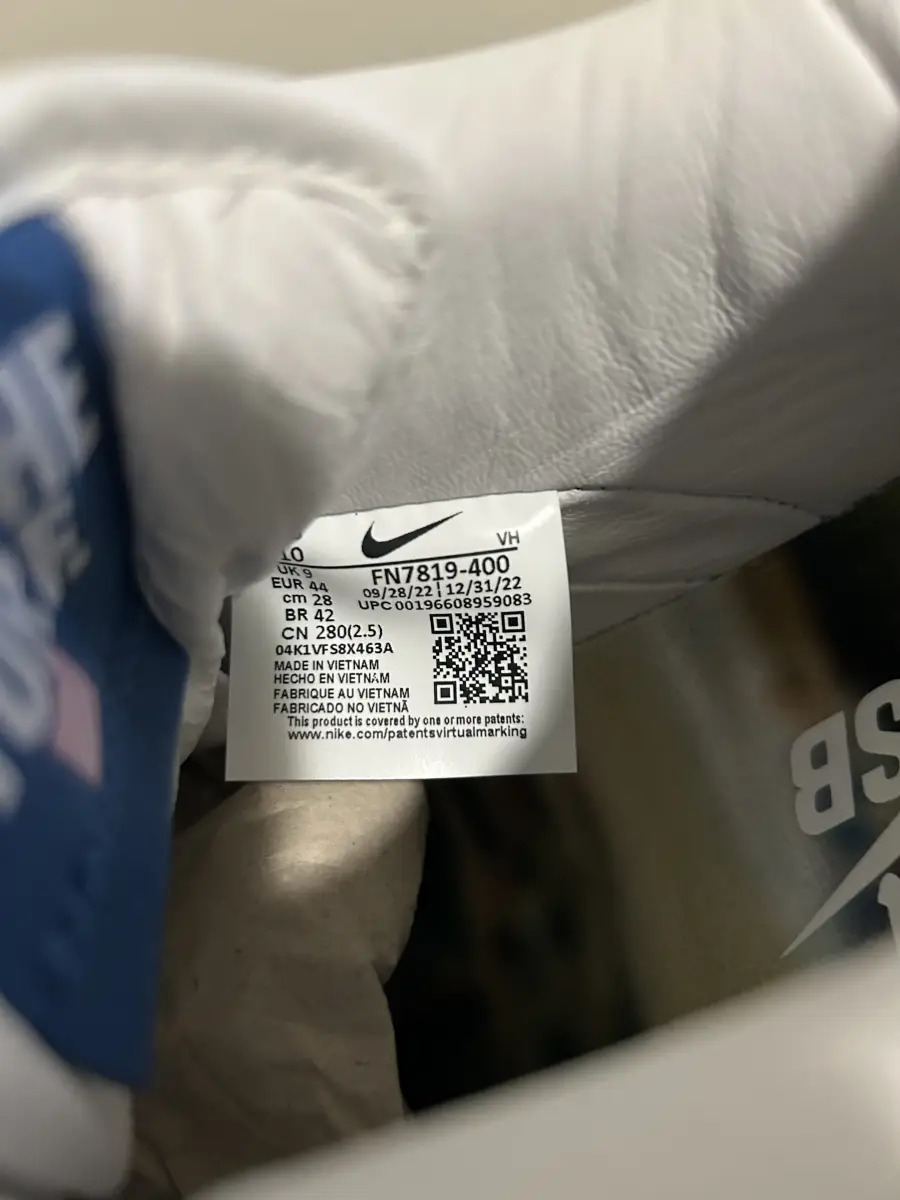 10
VH
UK 9
FN7819-400
EUR 44
09/28/22 | 12/31/22
cm 28
UPC 00196608959083
BR 42
CN 280(2.5)
04K1VFS8X463A
MADE IN VIETNAM
HECHO EN VIETNAM
FABRIQUE AU VIETNAM
FABRICADO NO VIETNÃ
This product is covered by one or more patents:
www.nike.com/patentsvirtualmarking
SB